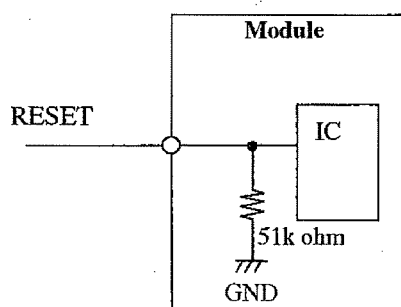 Module
RESET
IC
51k ohm
GND